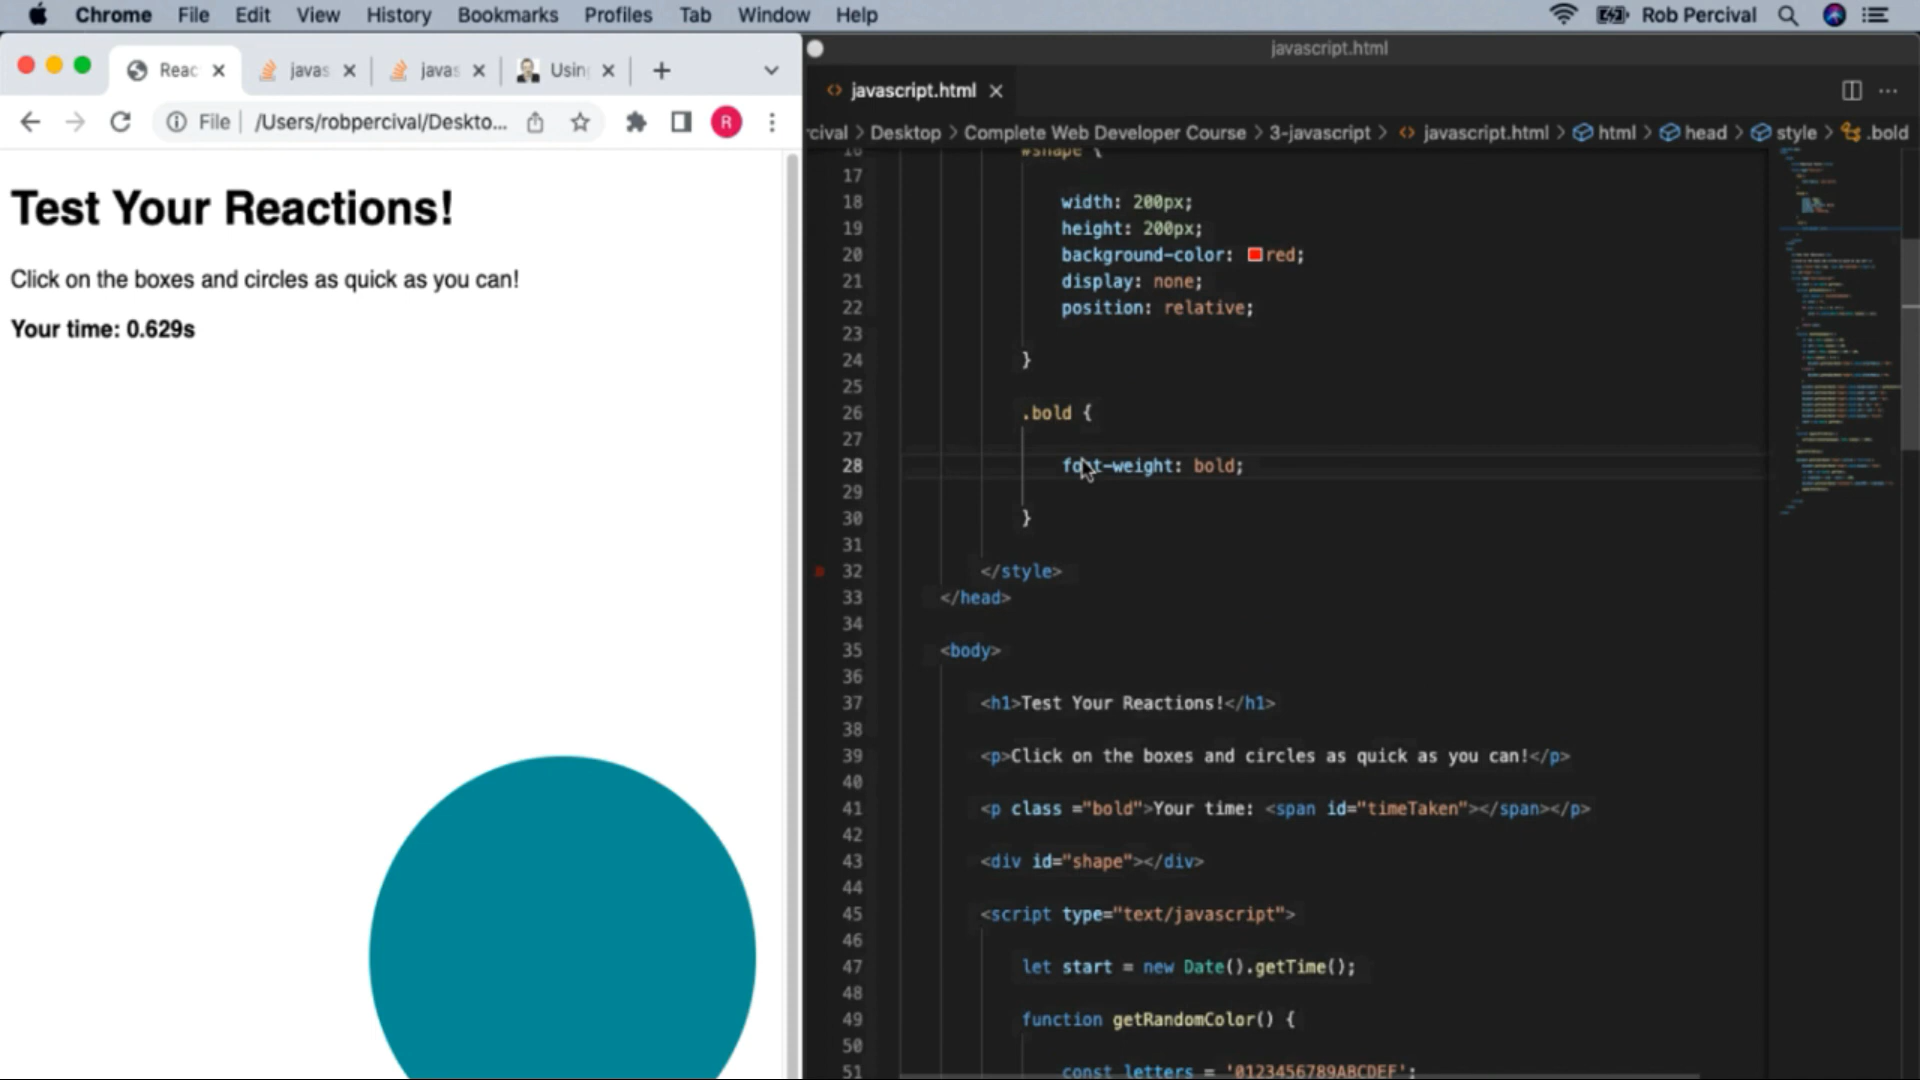 Chrome File Edit View History Bookmarks Profiles Tab Window Help Rob Percival
javascript.html
Reac javas javas Using
javascript.html
File /Users/robpercival/Deskto... R
rcival > Desktop > Complete Web Developer Course > 3-javascript > javascript.html > html > head > style > .bold
Test Your Reactions!
Click on the boxes and circles as quick as you can!
Your time: 0.629s
16 #shape {
17
18 width: 200px;
19 height: 200px;
20 background-color: red;
21 display: none;
22 position: relative;
23
24 }
25
26 .bold {
27
28 font-weight: bold;
29
30 }
31
32 </style>
33 </head>
34
35 <body>
36
37 <h1>Test Your Reactions!</h1>
38
39 <p>Click on the boxes and circles as quick as you can!</p>
40
41 <p class ="bold">Your time: <span id="timeTaken"></span></p>
42
43 <div id="shape"></div>
44
45 <script type="text/javascript">
46
47 let start = new Date().getTime();
48
49 function getRandomColor() {
50
51 const letters = '0123456789ABCDEF';